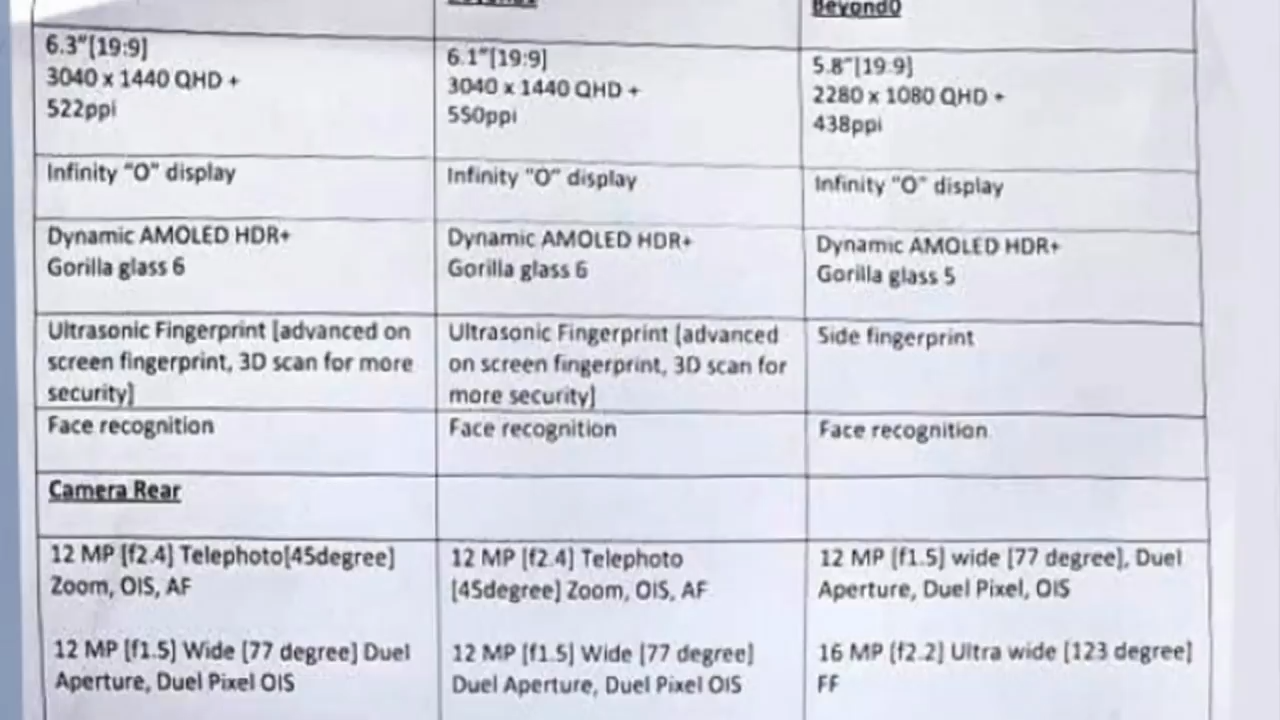 Beyond0
6.3"[19:9]
3040 x 1440 QHD +
522ppi
6.1"[19:9]
3040 x 1440 QHD +
550ppi
5.8"[19:9]
2280 x 1080 QHD +
438ppi
Infinity "O" display
Infinity "O" display
Infinity "O" display
Dynamic AMOLED HDR+
Gorilla glass 6
Dynamic AMOLED HDR+
Gorilla glass 6
Dynamic AMOLED HDR+
Gorilla glass 5
Ultrasonic Fingerprint [advanced on
screen fingerprint, 3D scan for more
security]
Ultrasonic Fingerprint [advanced
on screen fingerprint, 3D scan for
more security]
Side fingerprint
Face recognition
Face recognition
Face recognition
Camera Rear
12 MP [f2.4] Telephoto[45degree]
Zoom, OIS, AF
12 MP [f2.4] Telephoto
[45degree] Zoom, OIS, AF
12 MP [f1.5] wide [77 degree], Duel
Aperture, Duel Pixel, OIS
12 MP [f1.5] Wide [77 degree] Duel
Aperture, Duel Pixel OIS
12 MP [f1.5] Wide [77 degree]
Duel Aperture, Duel Pixel OIS
16 MP [f2.2] Ultra wide [123 degree]
FF